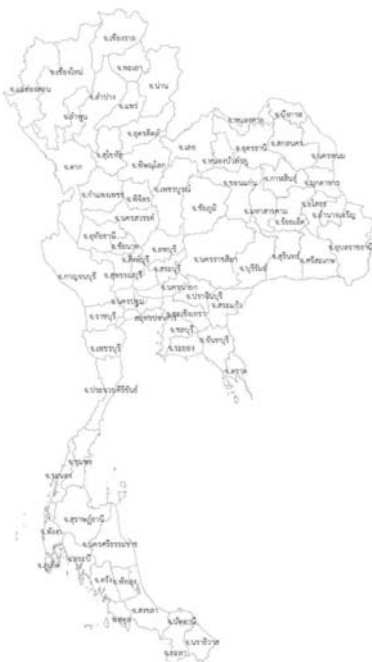 จ.เชียงราย
จ.พะเยา
จ.เชียงใหม่
จ.แม่ฮ่องสอน
จ.น่าน
จ.ลำปาง
จ.แพร่
จ.ลำพูน
จ.อุตรดิตถ์
จ.บึงกาฬ
จ.หนองคาย
จ.สุโขทัย
จ.เลย
จ.อุดรธานี
จ.สกลนคร
จ.นครพนม
จ.ตาก
จ.พิษณุโลก
จ.หนองบัวลำภู
จ.กำแพงเพชร
จ.พิจิตร
จ.เพชรบูรณ์
จ.ขอนแก่น
จ.กาฬสินธุ์
จ.มุกดาหาร
จ.นครสวรรค์
จ.ชัยภูมิ
จ.มหาสารคาม
จ.ร้อยเอ็ด
จ.ยโสธร
จ.อำนาจเจริญ
จ.อุทัยธานี
จ.ชัยนาท
จ.ลพบุรี
จ.อุบลราชธานี
จ.สิงห์บุรี
จ.นครราชสีมา
จ.บุรีรัมย์
จ.สุรินทร์
จ.ศรีสะเกษ
จ.กาญจนบุรี
จ.สุพรรณบุรี
จ.สระบุรี
จ.นครนายก
จ.ปราจีนบุรี
จ.สระแก้ว
จ.นครปฐม
จ.ราชบุรี
จ.สมุทรปราการ
จ.ฉะเชิงเทรา
จ.ชลบุรี
จ.เพชรบุรี
จ.ระยอง
จ.จันทบุรี
จ.ตราด
จ.ประจวบคีรีขันธ์
จ.ชุมพร
จ.ระนอง
จ.สุราษฎร์ธานี
จ.พังงา
จ.นครศรีธรรมราช
จ.กระบี่
จ.ภูเก็ต
จ.ตรัง
จ.พัทลุง
จ.สงขลา
จ.สตูล
จ.ปัตตานี
จ.นราธิวาส
จ.ยะลา